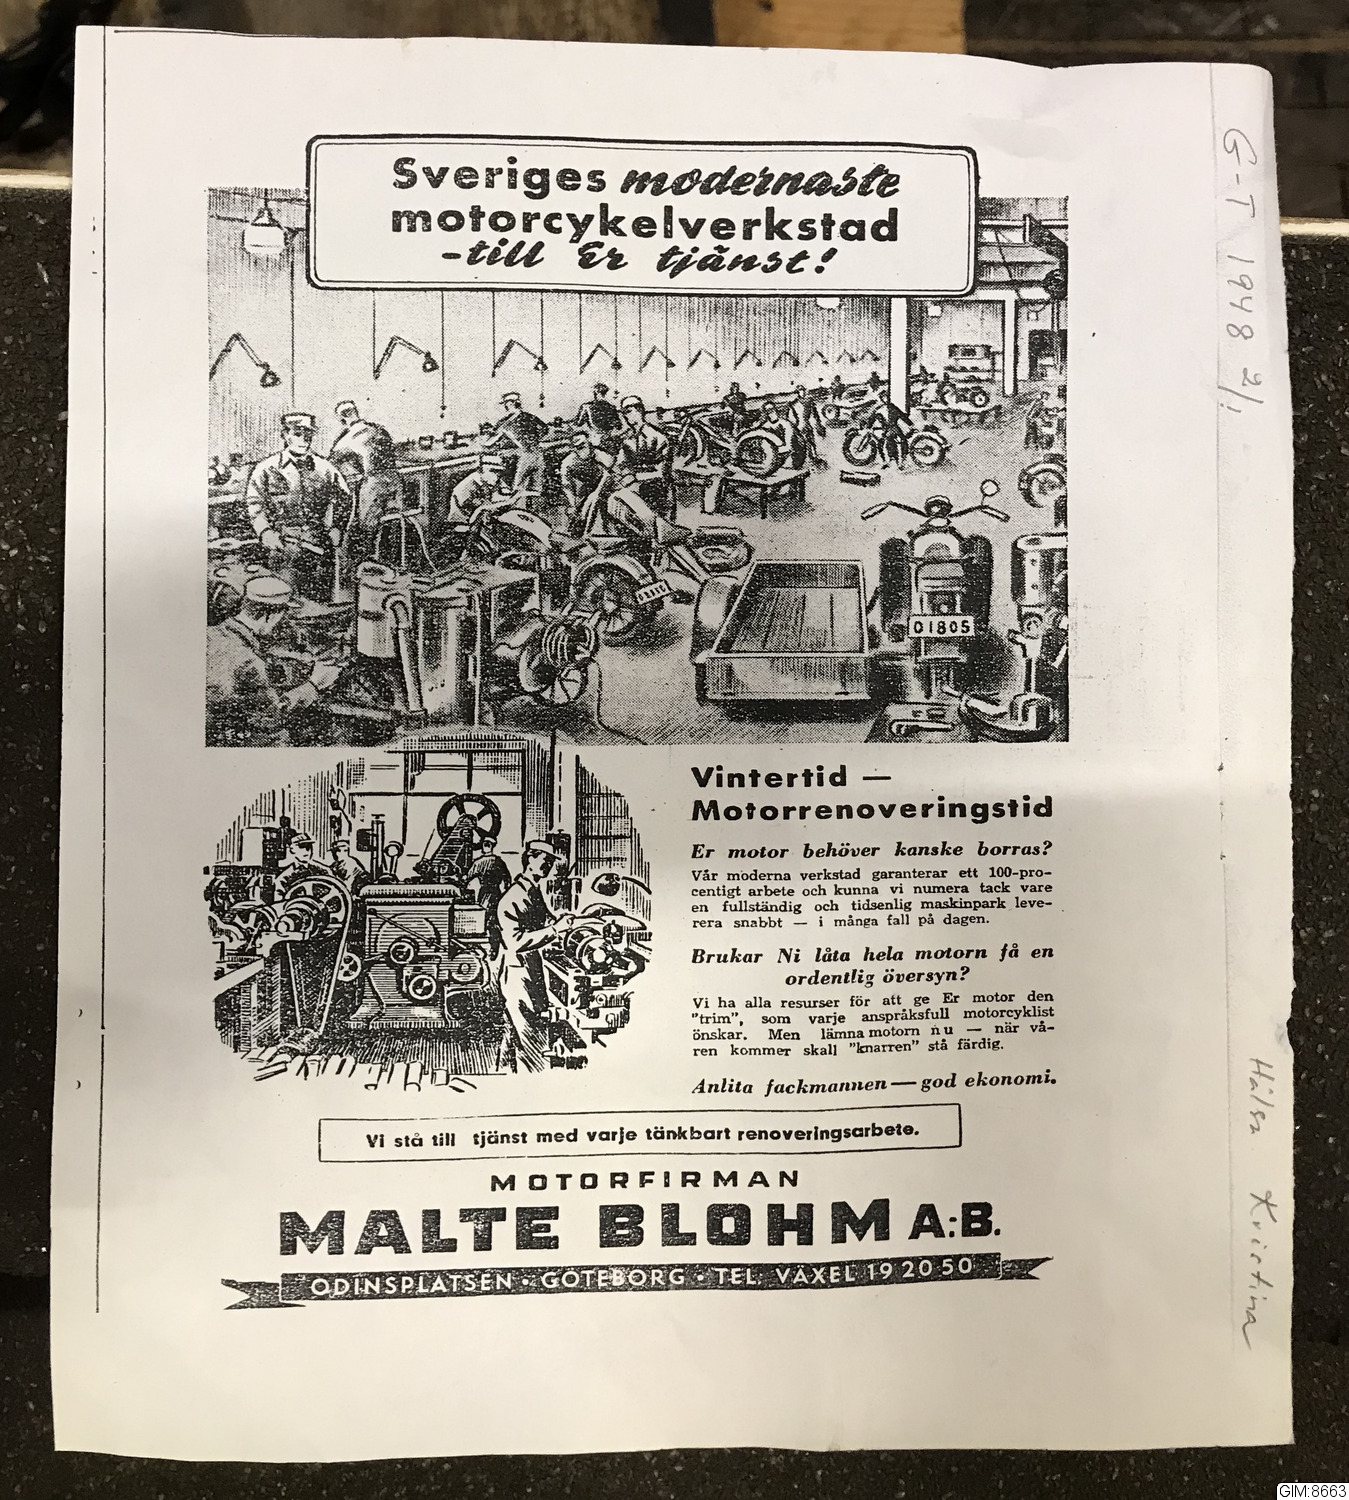 Sveriges modernaste
motorcykelverkstad
-till Er tjänst!
O1805
Vintertid —
Motorrenoveringstid
Er motor behöver kanske borras?
Vår moderna verkstad garanterar ett 100-pro-
centigt arbete och kunna vi numera tack vare
en fullständig och tidsenlig maskinpark leve-
rera snabbt — i många fall på dagen.
Brukar Ni låta hela motorn få en
ordentlig översyn?
Vi ha alla resurser för att ge Er motor den
"trim", som varje anspråksfull motorcyklist
önskar. Men lämna motorn nu — när vå-
ren kommer skall "knarren" stå färdig.
Anlita fackmannen — god ekonomi.
Vi stå till tjänst med varje tänkbart renoveringsarbete.
MOTORFIRMAN
MALTE BLOHM A:B.
ODINSPLATSEN · GÖTEBORG · TEL. VÄXEL 19 20 50
G-T 1948 2/1
Hälsn. Kristina
GIM:8663